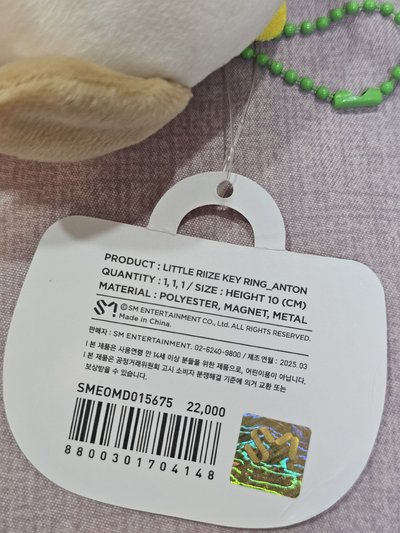 PRODUCT : LITTLE RIIZE KEY RING_ANTON
QUANTITY : 1, 1, 1 / SIZE : HEIGHT 10 (CM)
MATERIAL : POLYESTER, MAGNET, METAL
SM ⓒ SM ENTERTAINMENT CO., Ltd. ALL RIGHTS RESERVED.
Made in China.
판매자 : SM ENTERTAINMENT. 02-6240-9800 / 제조연월 : 2025.03
| 본 제품은 사용연령 만 14세 이상 분들을 위한 제품으로, 어린이용이 아닙니다.
| 본 제품은 공정거래위원회 고시 소비자 분쟁해결 기준에 의거 교환 또는
보상받을 수 있습니다.
SMEOMD015675 22,000
8800301704148
SM